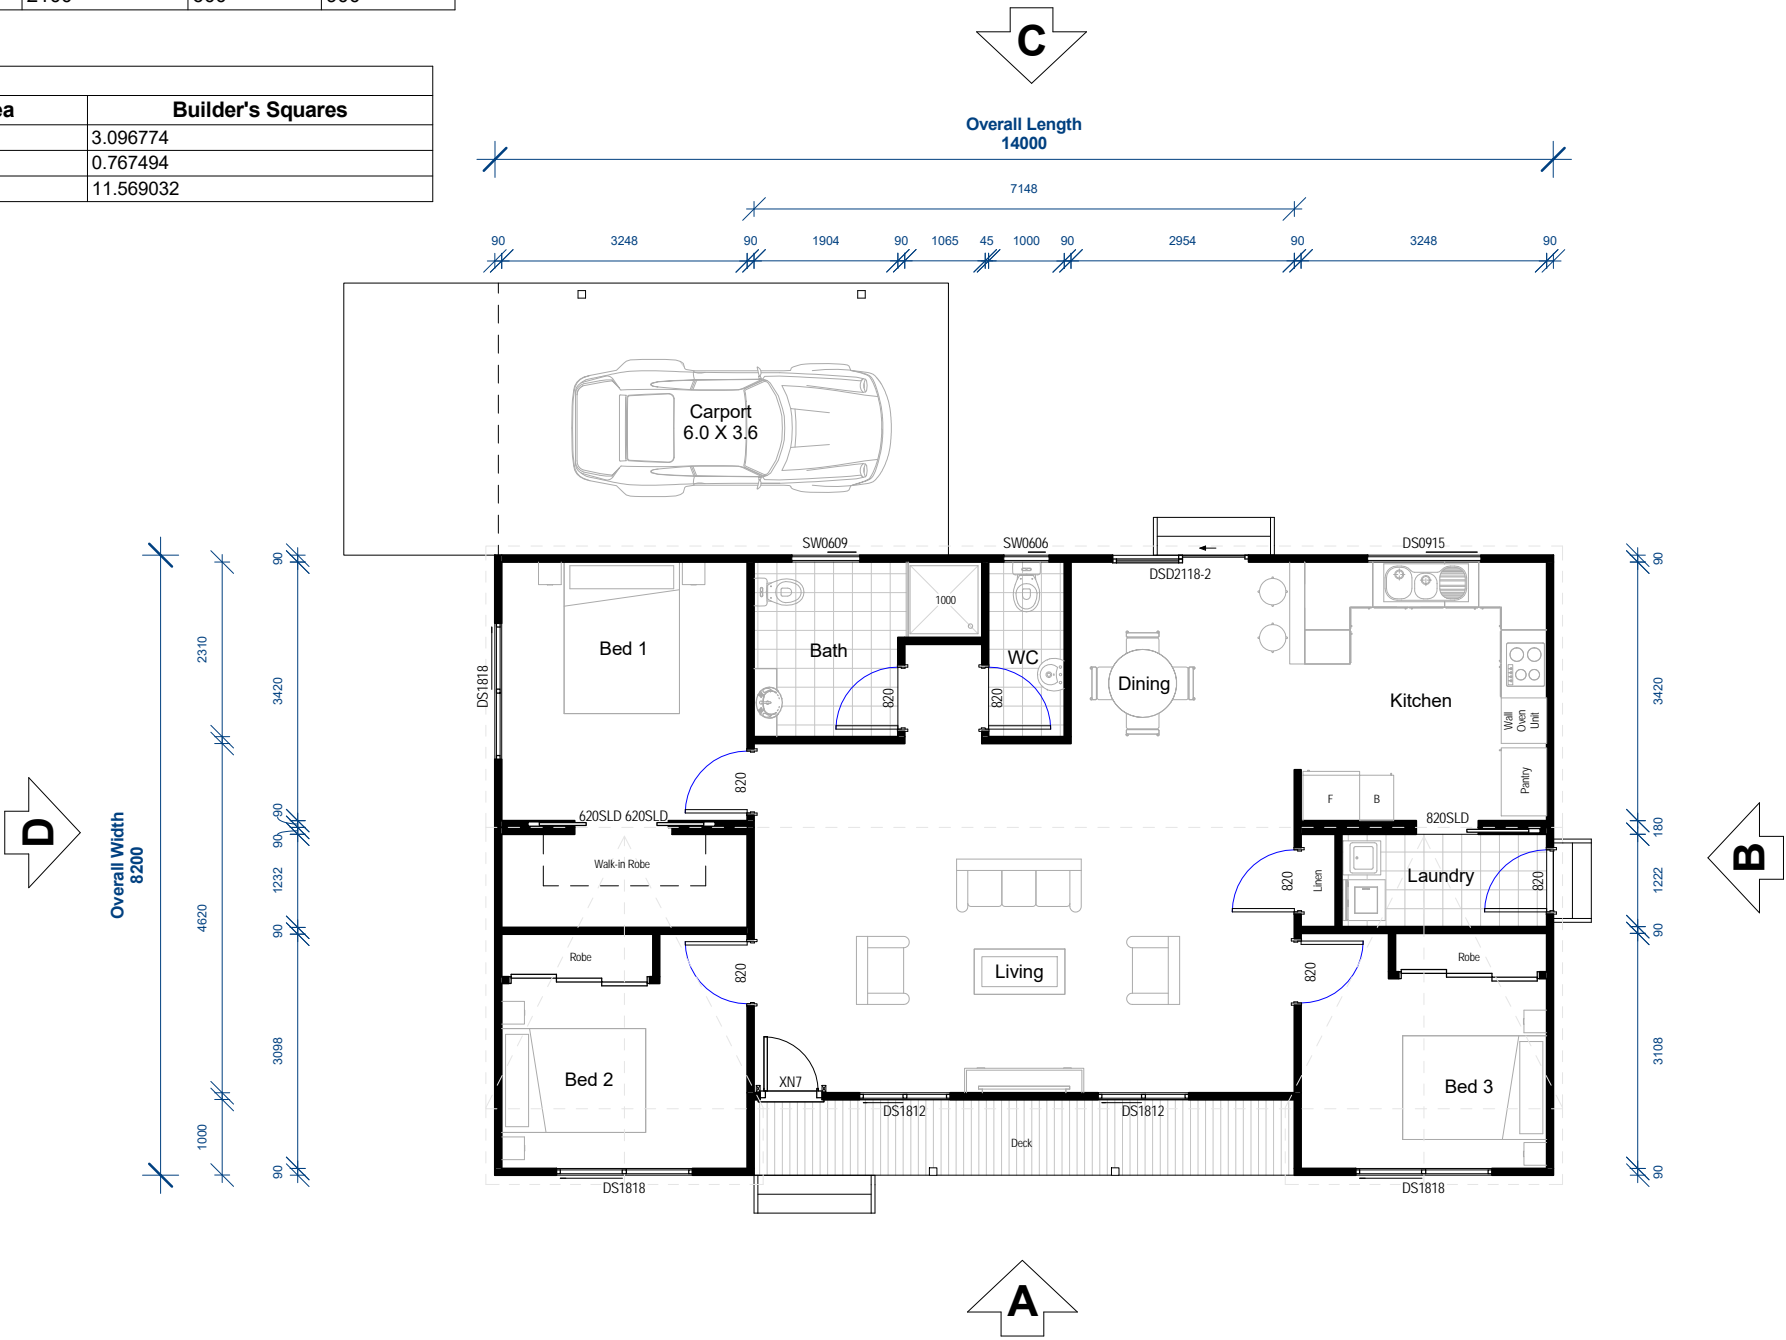 C
ea Builder's Squares
3.096774
0.767494
11.569032
Overall Length
14000
7148
90 3248 90 1904 90 1065 45 1000 90 2954 90 3248 90
Carport
6.0 X 3.6
SW0609 SW0606 DS0915
DSD2118-2
90 2310 3420 90 90 1232 4620 90 3098 1000 90
Overall Width
8200
D
DS1818
Bed 1
Bath
1000
820
WC
820
Dining
Kitchen
Wall
Oven
Unit
Pantry
F B
820
620SLD 620SLD
820SLD
Walk-in Robe
820
Linen
Laundry
820
Robe
820
Living
820
Robe
Bed 2
XN7
DS1812 DS1812
Bed 3
Deck
DS1818 DS1818
90 3420 180 1222 90 3108 90
B
A